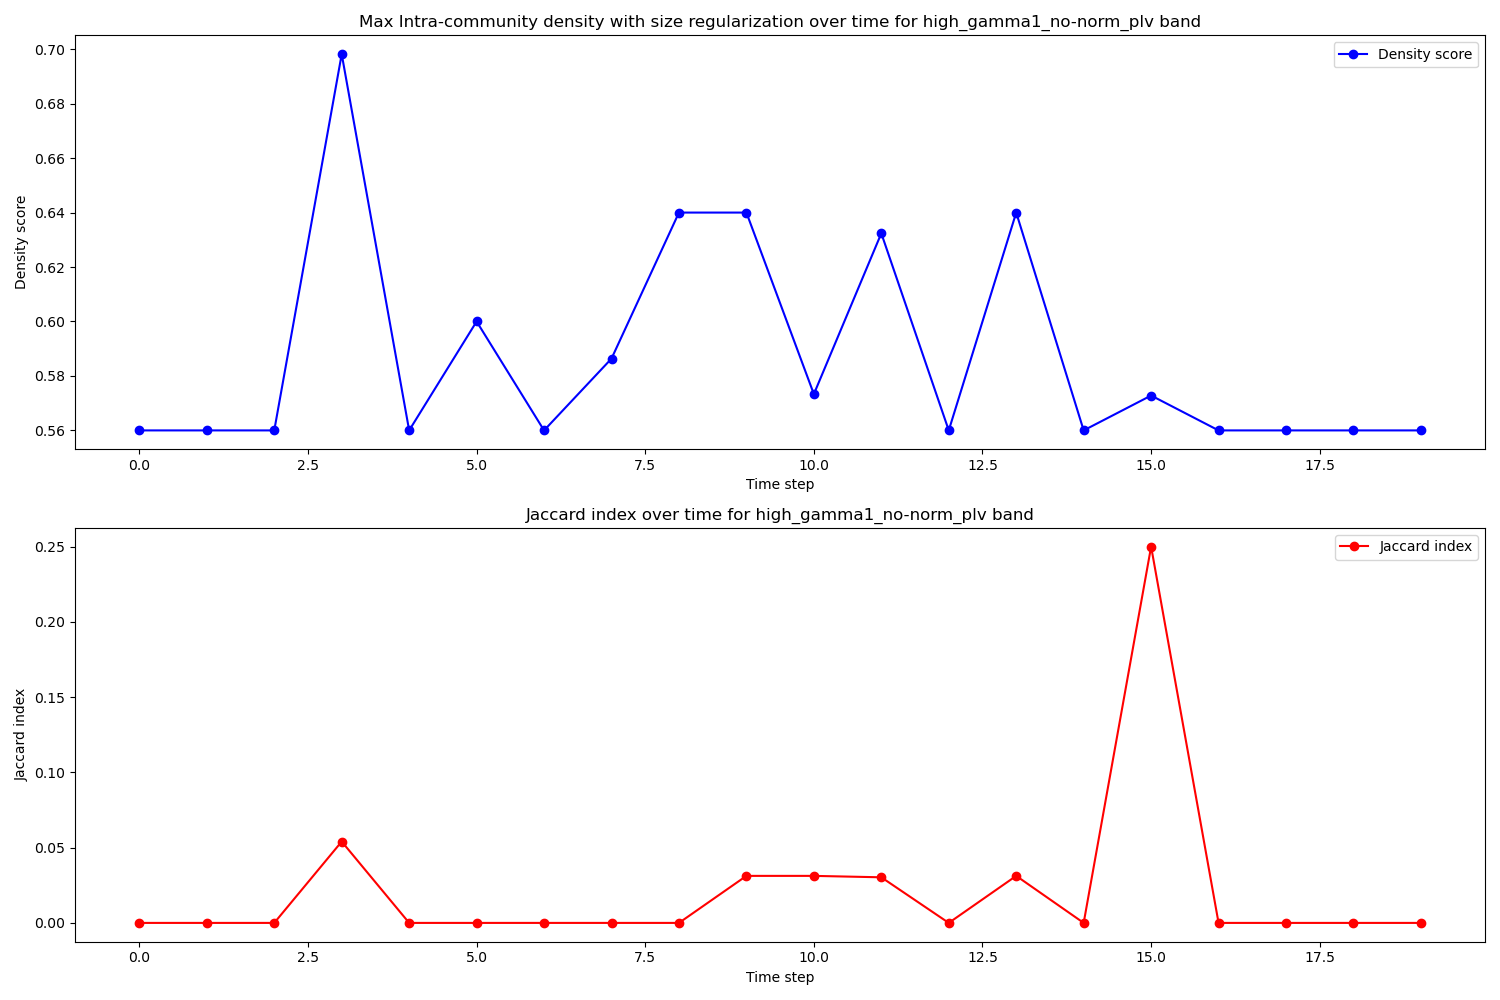 Max Intra-community density with size regularization over time for high_gamma1_no-norm_plv band
Density score
0.70
0.68
0.66
0.64
0.62
0.60
0.58
0.56
Density score
0.0 2.5 5.0 7.5 10.0 12.5 15.0 17.5
Time step
Jaccard index over time for high_gamma1_no-norm_plv band
Jaccard index
0.25
0.20
0.15
0.10
0.05
0.00
Jaccard index
0.0 2.5 5.0 7.5 10.0 12.5 15.0 17.5
Time step